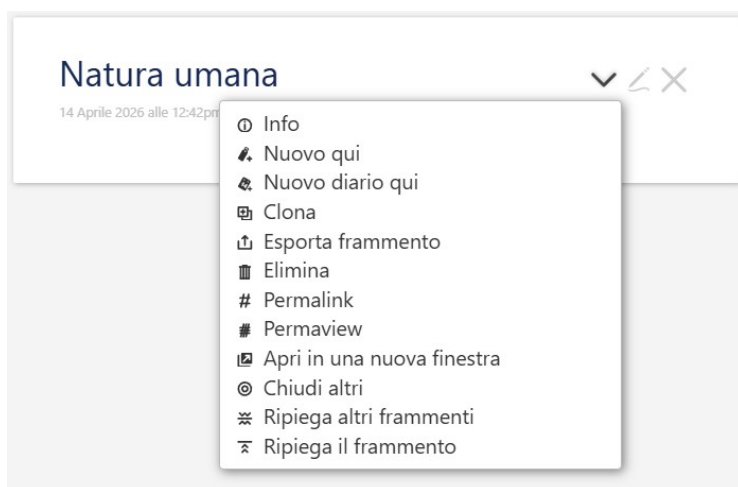 Natura umana
14 Aprile 2026 alle 12:42pm
Info
Nuovo qui
Nuovo diario qui
Clona
Esporta frammento
Elimina
Permalink
Permaview
Apri in una nuova finestra
Chiudi altri
Ripiega altri frammenti
Ripiega il frammento